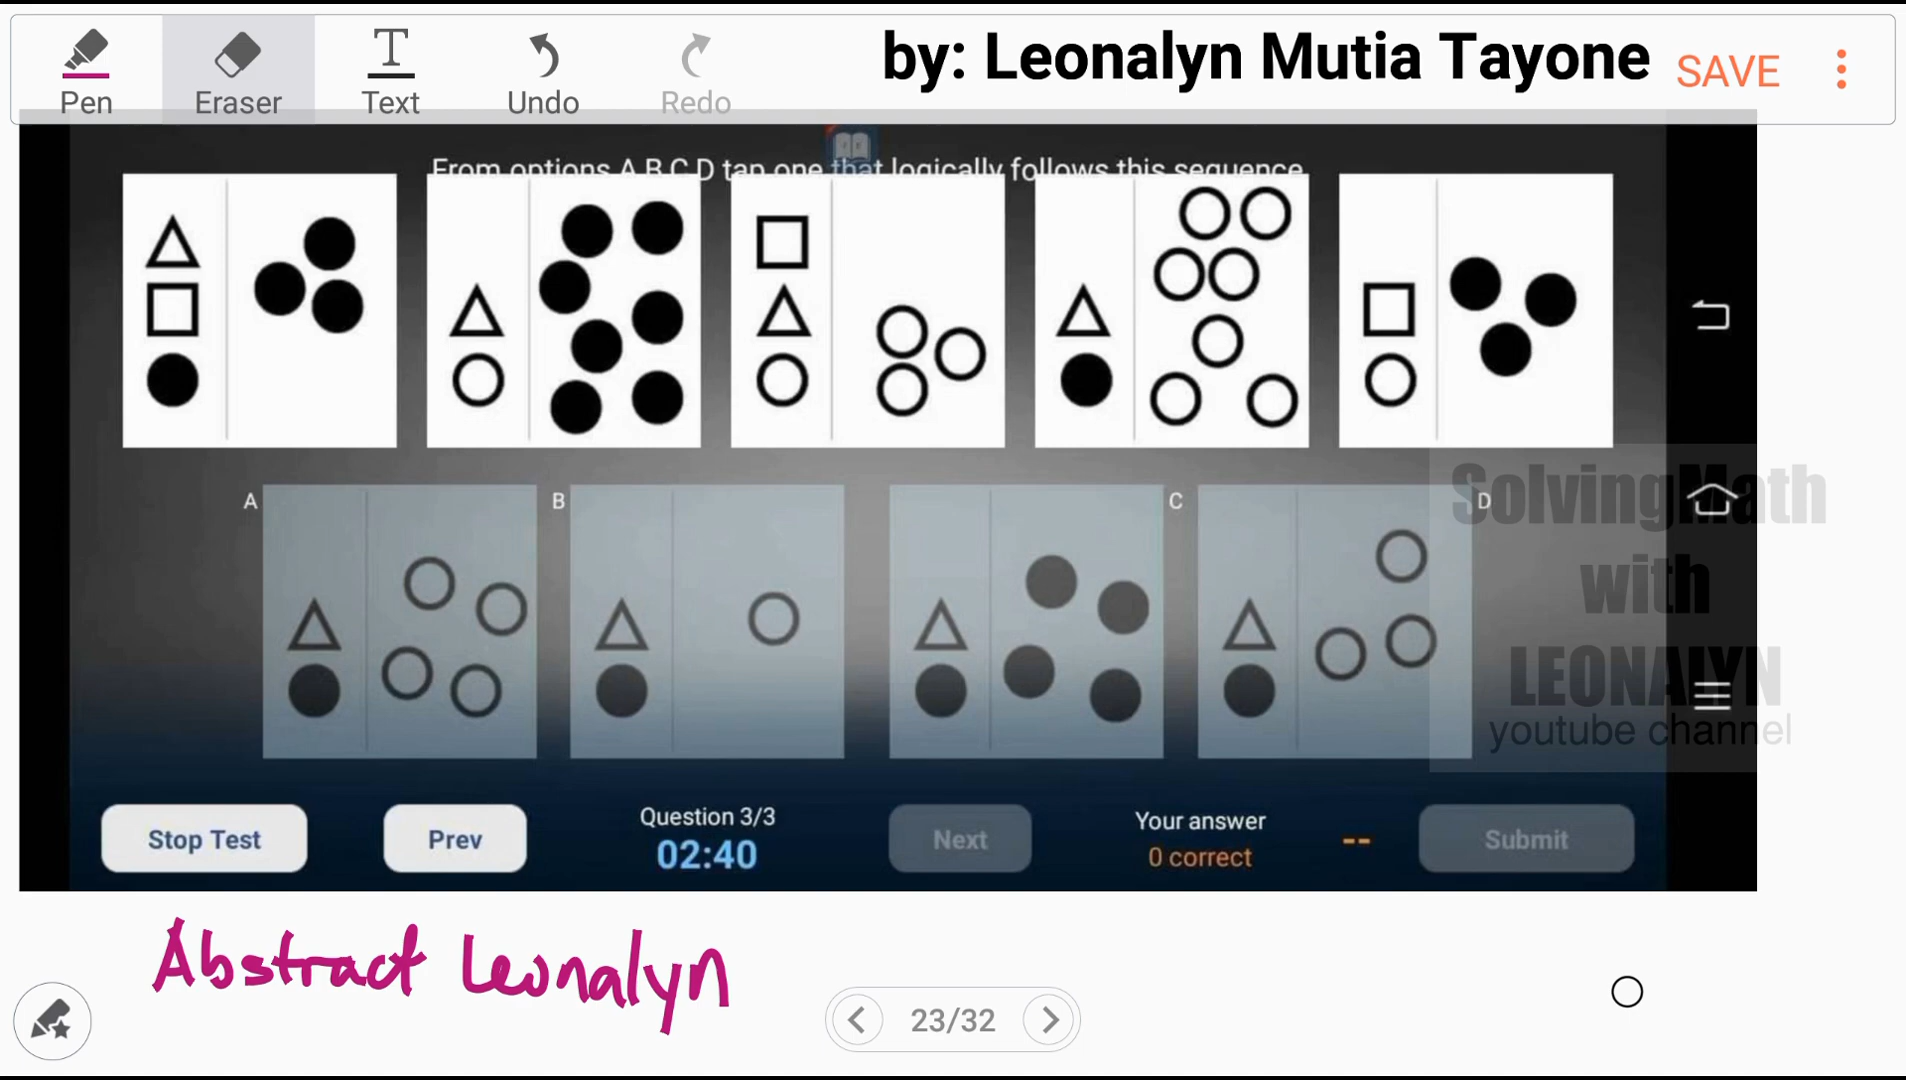 by: Leonalyn Mutia Tayone
SAVE
Pen
Eraser
Text
Undo
Redo
From options A B C D tap one that logically follows this sequence
A
B
C
D
SolvingMath
with
LEONALYN
youtube channel
Stop Test
Prev
Question 3/3
02:40
Next
Your answer
0 correct
--
Submit
Abstract Leonalyn
23/32